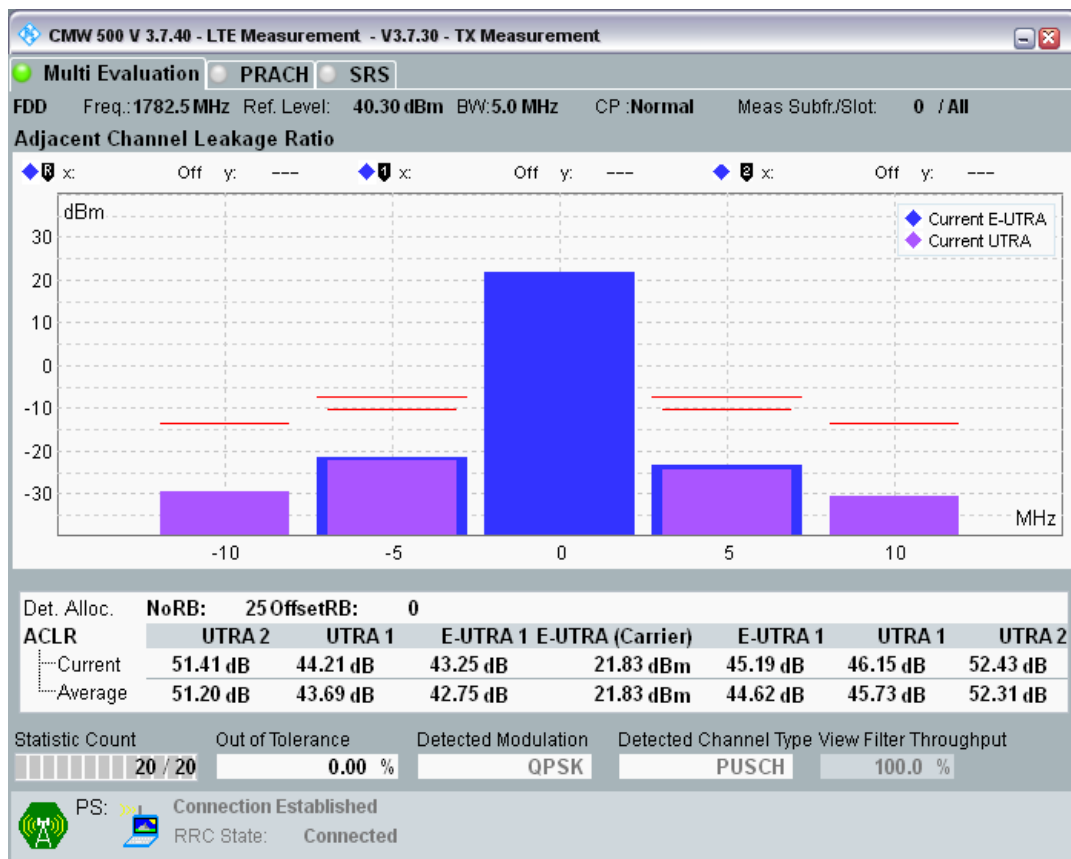 CMW 500 V 3.7.40 - LTE Measurement - V3.7.30 - TX Measurement
Multi Evaluation PRACH SRS
FDD Freq.:1782.5 MHz Ref. Level: 40.30 dBm BW:5.0 MHz CP :Normal Meas Subfr./Slot: 0 / All
Adjacent Channel Leakage Ratio
R x: Off y: --- 1 x: Off y: --- 2 x: Off y: ---
dBm
Current E-UTRA
Current UTRA
30
20
10
0
-10
-20
-30
MHz
-10 -5 0 5 10
Det. Alloc. NoRB: 25 OffsetRB: 0
ACLR UTRA 2 UTRA 1 E-UTRA 1 E-UTRA (Carrier) E-UTRA 1 UTRA 1 UTRA 2
Current 51.41 dB 44.21 dB 43.25 dB 21.83 dBm 45.19 dB 46.15 dB 52.43 dB
Average 51.20 dB 43.69 dB 42.75 dB 21.83 dBm 44.62 dB 45.73 dB 52.31 dB
Statistic Count Out of Tolerance Detected Modulation Detected Channel Type View Filter Throughput
20 / 20 0.00 % QPSK PUSCH 100.0 %
PS: Connection Established
RRC State: Connected